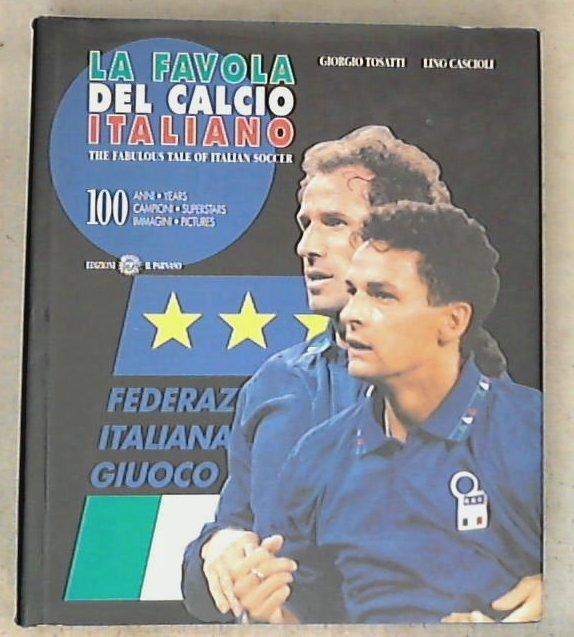 LA FAVOLA
DEL CALCIO
ITALIANO
THE FABULOUS TALE OF ITALIAN SOCCER
GIORGIO TOSATTI LINO CASCIOLI
100 ANNI • YEARS
CAMPIONI • SUPERSTARS
IMMAGINI • PICTURES
EDIZIONI IL PARNASO
FEDERAZ
ITALIANA
GIUOCO